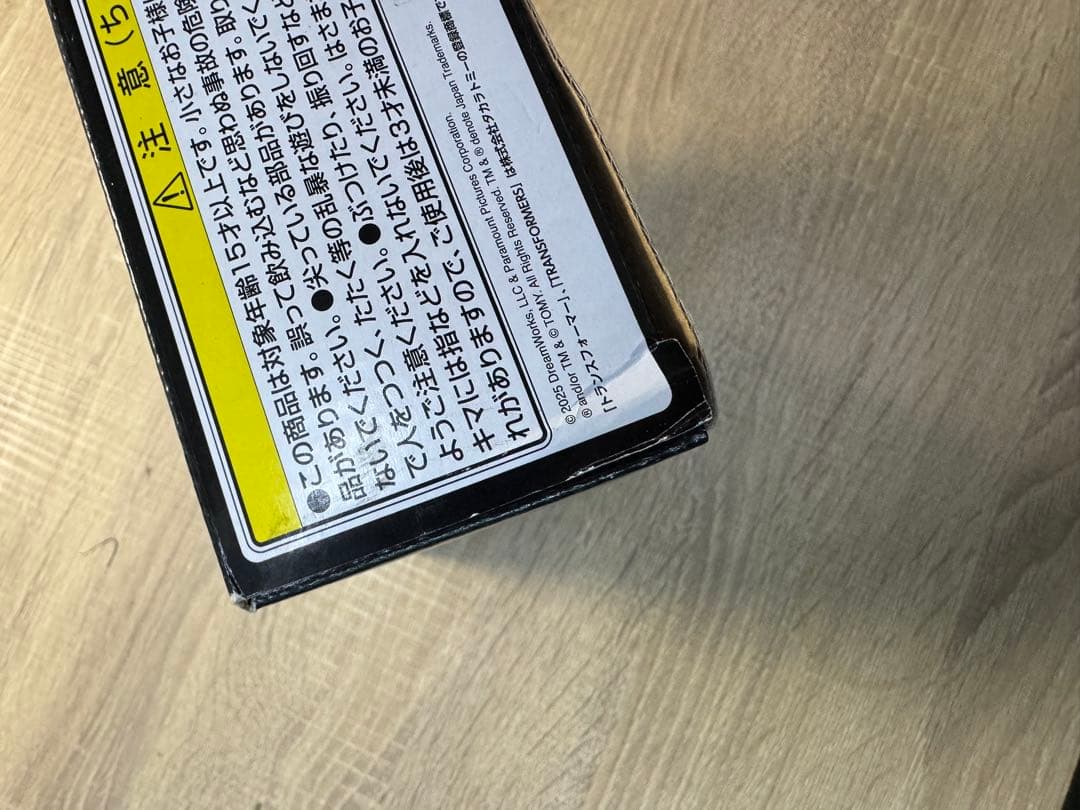 ⚠ 注 意 (ち
●この商品は対象年齢15才以上です。小さなお子様に
品があります。誤って飲み込むなど思わぬ事故の危険
ないでください。●尖っている部品があります。取り
で人をつつく、たたく等の乱暴な遊びをしないでく
ようご注意ください。●ぶつけたり、振り回すなど
キマには指などを入れないでください。はさま
れがありますので、ご使用後は3才未満のお子
© 2025 DreamWorks, LLC & Paramount Pictures Corporation.
® and/or TM & © TOMY. All Rights Reserved. TM & ® denote Japan Trademarks.
「トランスフォーマー」、「TRANSFORMERS」は株式会社タカラトミーの登録商標で